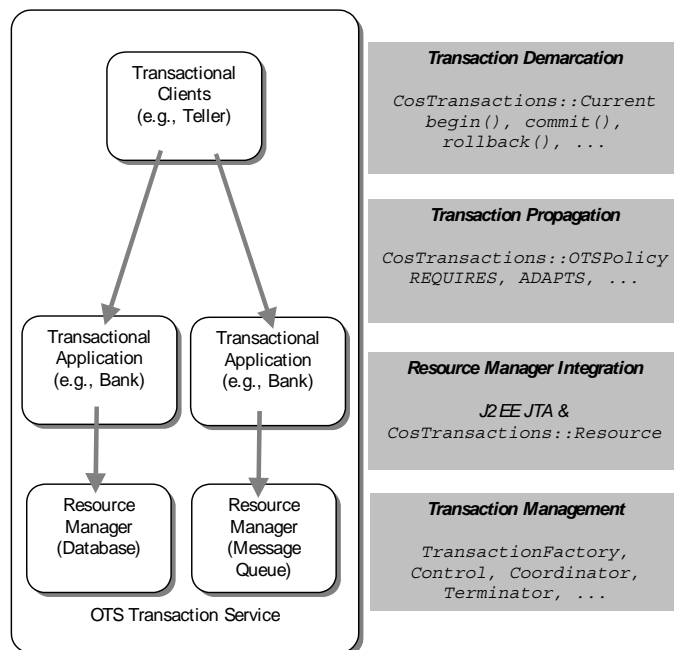 Transactional
Clients
(e.g., Teller)
Transactional
Application
(e.g., Bank)
Transactional
Application
(e.g., Bank)
Resource
Manager
(Database)
Resource
Manager
(Message
Queue)
OTS Transaction Service
Transaction Demarcation
CosTransactions::Current
begin(), commit(),
rollback(), ...
Transaction Propagation
CosTransactions::OTSPolicy
REQUIRES, ADAPTS, ...
Resource Manager Integration
J2EE JTA &
CosTransactions::Resource
Transaction Management
TransactionFactory,
Control, Coordinator,
Terminator, ...